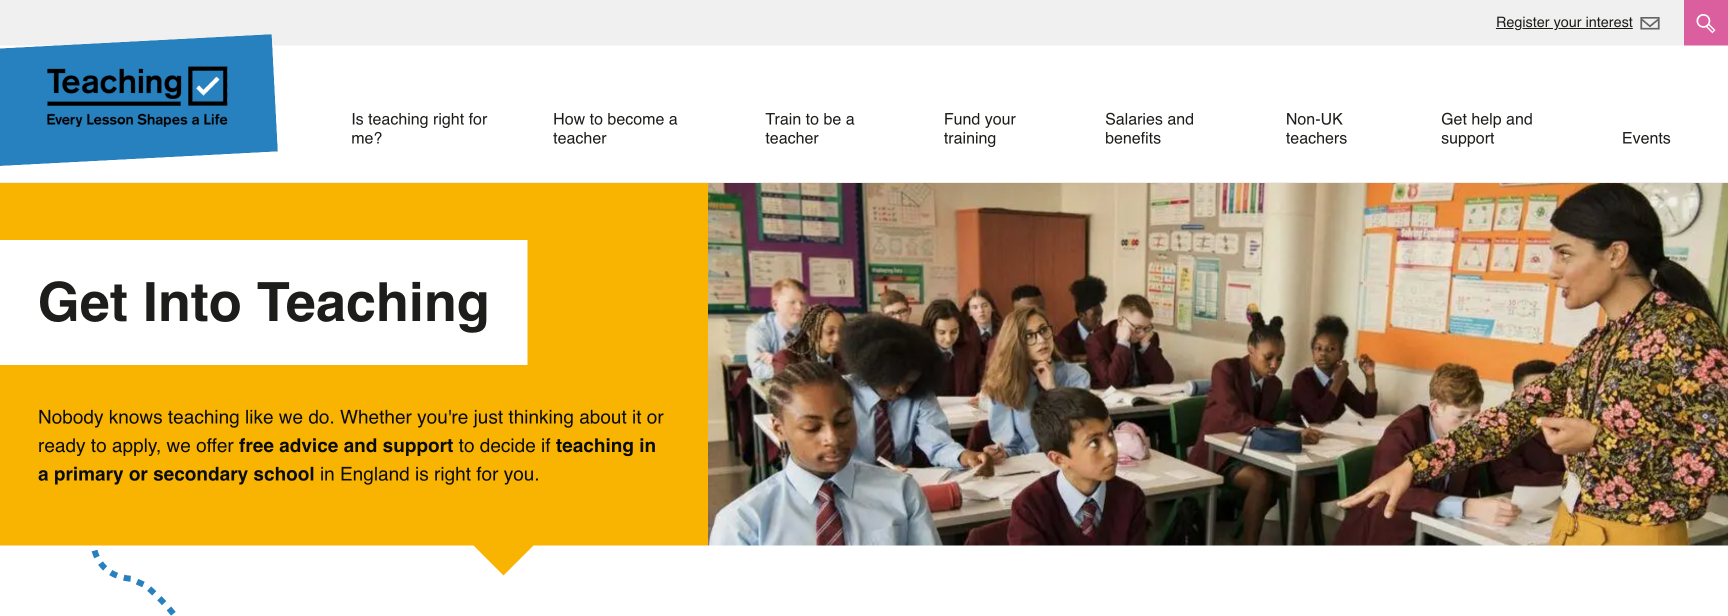 Register your interest
Teaching
Every Lesson Shapes a Life
Is teaching right for
me?
How to become a
teacher
Train to be a
teacher
Fund your
training
Salaries and
benefits
Non-UK
teachers
Get help and
support
Events
Get Into Teaching
Nobody knows teaching like we do. Whether you're just thinking about it or
ready to apply, we offer free advice and support to decide if teaching in
a primary or secondary school in England is right for you.
Displaying Data
Solving Equations